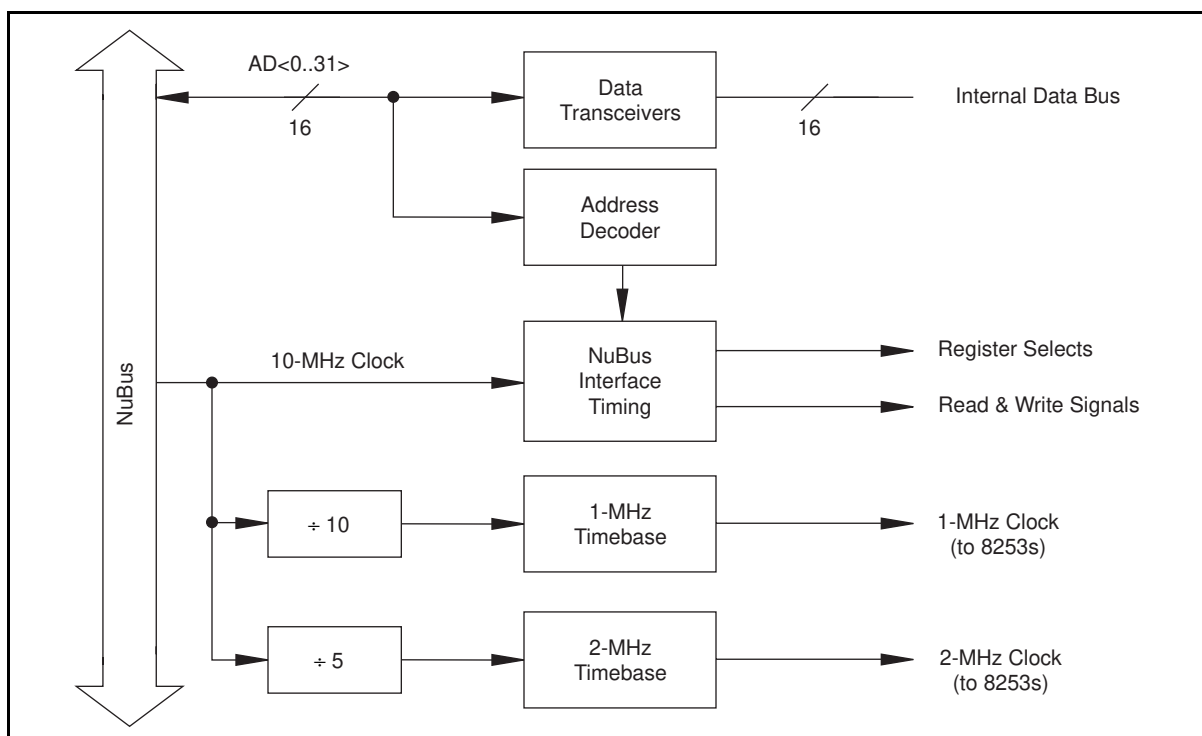 AD<0..31>
16
Data
Transceivers
16
Internal Data Bus
Address
Decoder
NuBus
10-MHz Clock
NuBus
Interface
Timing
Register Selects
Read & Write Signals
÷ 10
1-MHz
Timebase
1-MHz Clock
(to 8253s)
÷ 5
2-MHz
Timebase
2-MHz Clock
(to 8253s)